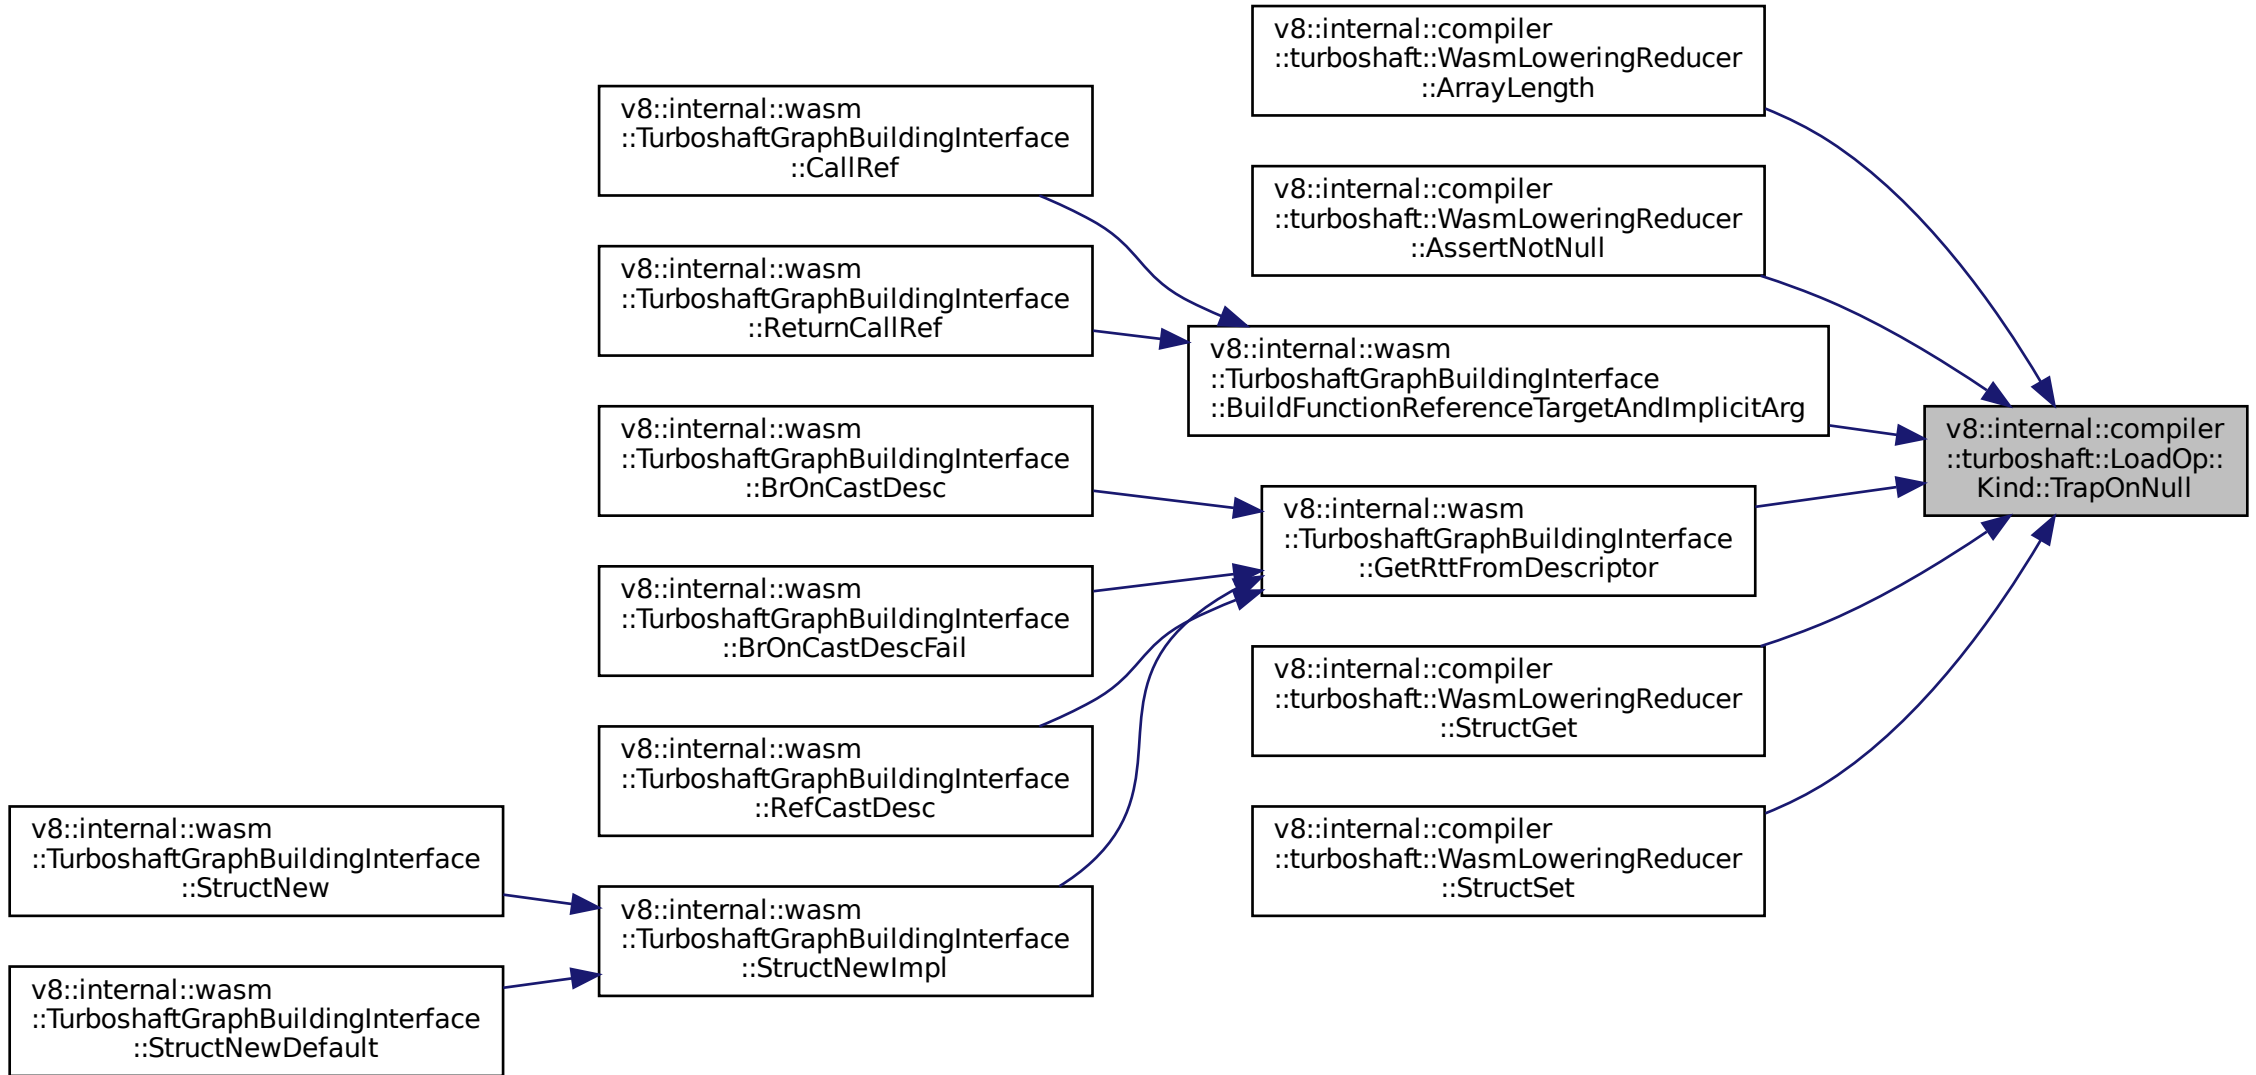 v8::internal::compiler
::turboshaft::WasmLoweringReducer
::ArrayLength
v8::internal::wasm
::TurboshaftGraphBuildingInterface
::CallRef
v8::internal::compiler
::turboshaft::WasmLoweringReducer
::AssertNotNull
v8::internal::wasm
::TurboshaftGraphBuildingInterface
::ReturnCallRef
v8::internal::wasm
::TurboshaftGraphBuildingInterface
::BuildFunctionReferenceTargetAndImplicitArg
v8::internal::wasm
::TurboshaftGraphBuildingInterface
::BrOnCastDesc
v8::internal::compiler
::turboshaft::LoadOp::
Kind::TrapOnNull
v8::internal::wasm
::TurboshaftGraphBuildingInterface
::GetRttFromDescriptor
v8::internal::wasm
::TurboshaftGraphBuildingInterface
::BrOnCastDescFail
v8::internal::compiler
::turboshaft::WasmLoweringReducer
::StructGet
v8::internal::wasm
::TurboshaftGraphBuildingInterface
::RefCastDesc
v8::internal::wasm
::TurboshaftGraphBuildingInterface
::StructNew
v8::internal::compiler
::turboshaft::WasmLoweringReducer
::StructSet
v8::internal::wasm
::TurboshaftGraphBuildingInterface
::StructNewImpl
v8::internal::wasm
::TurboshaftGraphBuildingInterface
::StructNewDefault